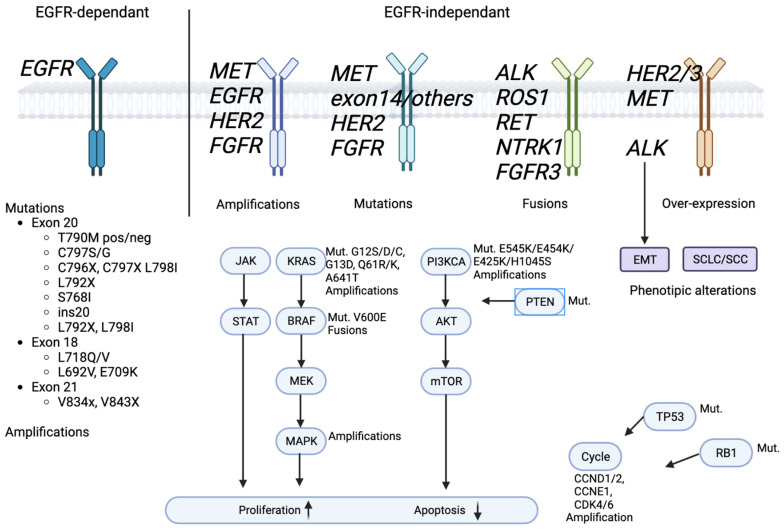 EGFR-dependant
EGFR-independant
EGFR
MET
EGFR
HER2
FGFR
MET
exon14/others
HER2
FGFR
ALK
ROS1
RET
NTRK1
FGFR3
HER2/3
MET
ALK
Amplifications
Mutations
Fusions
Over-expression
Mutations
Exon 20
T790M pos/neg
C797S/G
C796X, C797X L798I
L792X
S768I
ins20
L792X, L798I
Exon 18
L718Q/V
L692V, E709K
Exon 21
V834x, V843X
Amplifications
JAK
STAT
KRAS
Mut. G12S/D/C,
G13D, Q61R/K,
A641T
Amplifications
BRAF
Mut. V600E
Fusions
MEK
MAPK
Amplifications
PI3KCA
Mut. E545K/E454K/
E425K/H1045S
Amplifications
PTEN
Mut.
AKT
mTOR
EMT
SCLC/SCC
Phenotipic alterations
TP53
Mut.
RB1
Mut.
Cycle
CCND1/2,
CCNE1,
CDK4/6
Amplification
Proliferation
Apoptosis